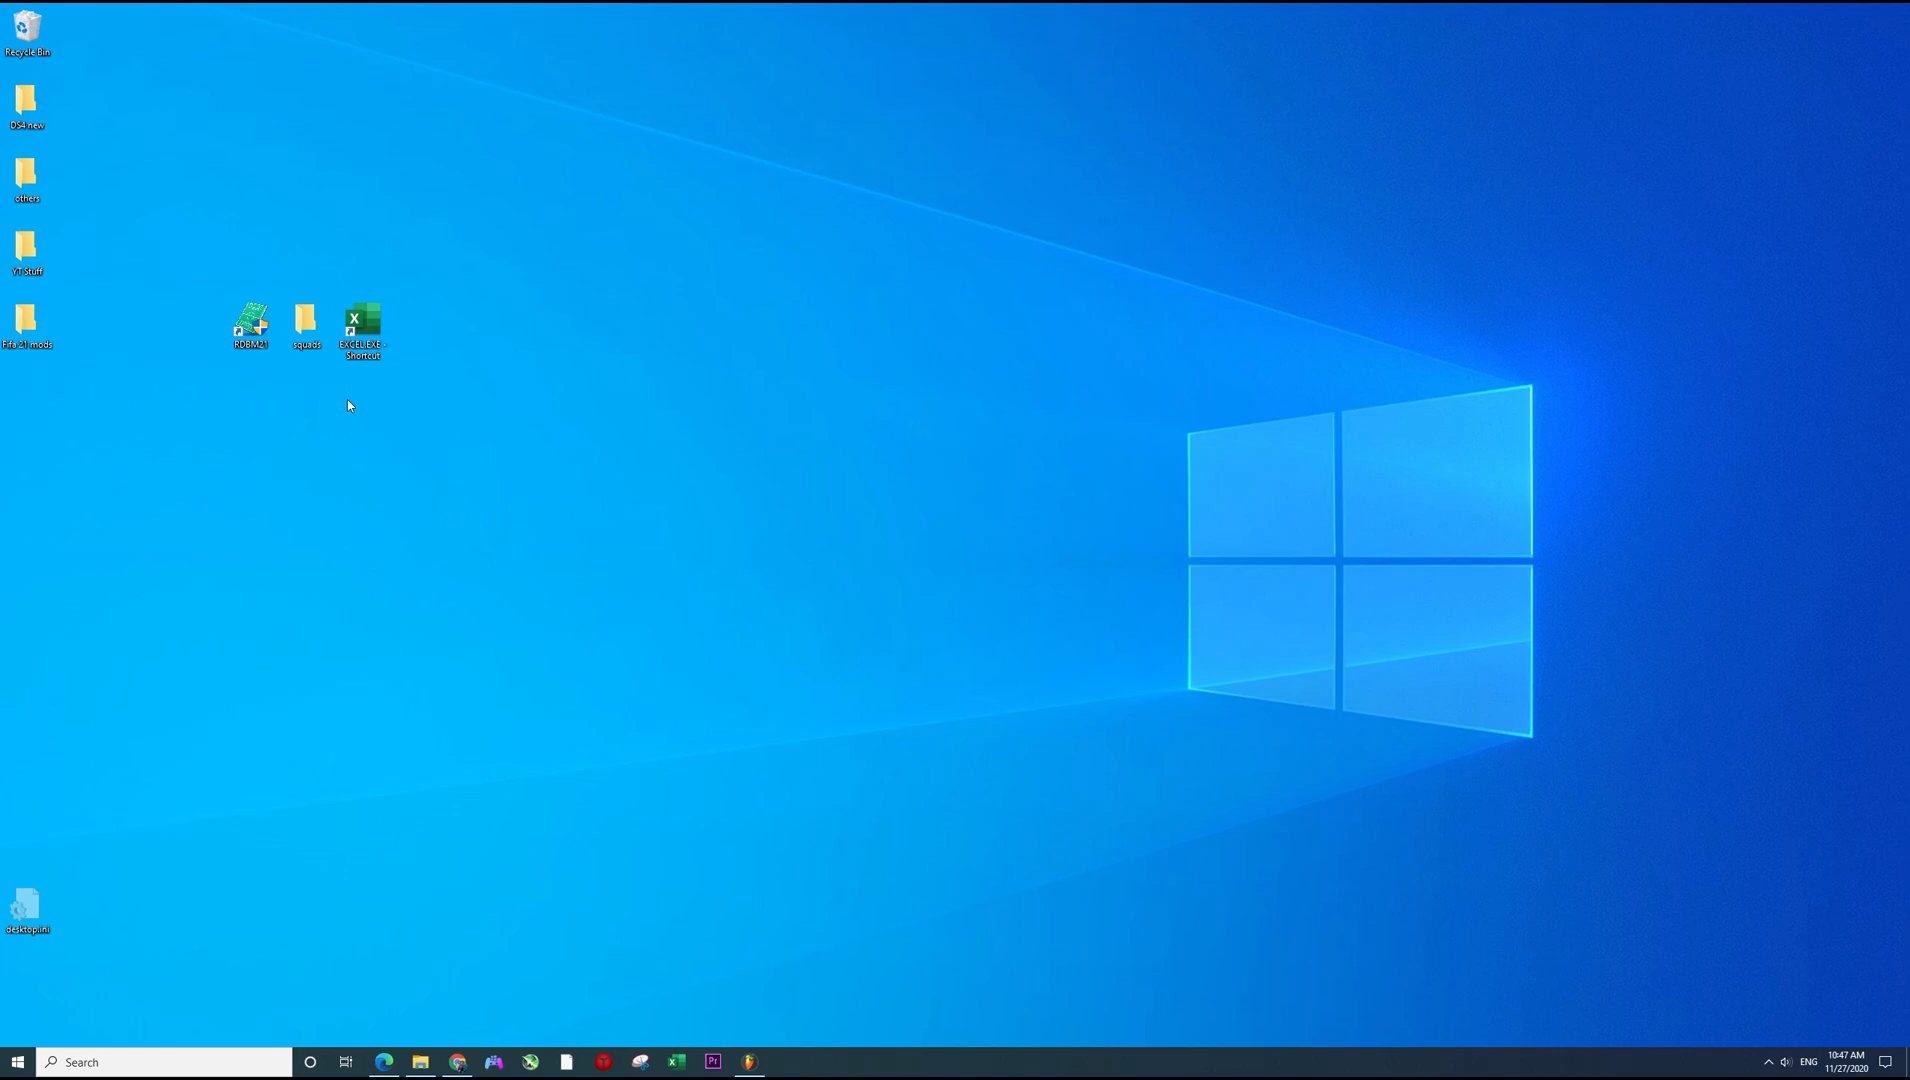 Recycle Bin
DS4 new
others
YT Stuff
Fifa 21 mods
RDBM21
squads
EXCEL.EXE -
Shortcut
desktop.ini
Search
Pr
ENG
10:47 AM
11/27/2020